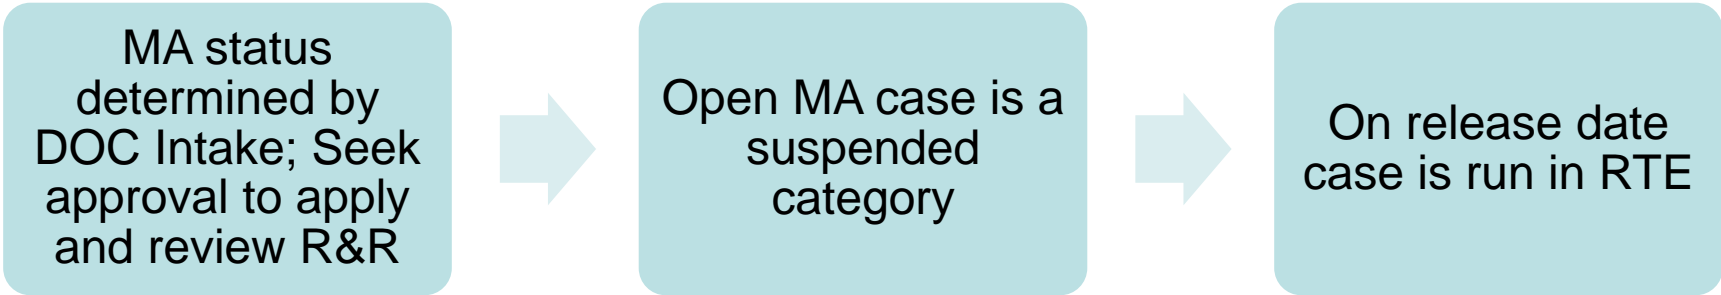 MA status
determined by
DOC Intake; Seek
approval to apply
and review R&R
Open MA case is a
suspended
category
On release date
case is run in RTE